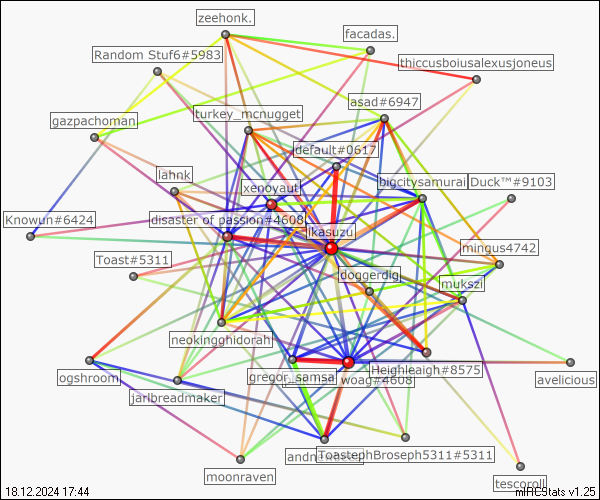 zeehonk.
facadas.
Random Stuf6#5983
thiccusboiusalexusjoneus
asad#6947
gazpachoman
turkey_mcnugget
default#0617
lahnk
xenoyaut
bigcitysamurai
Duck™#9103
Knowun#6424
disaster of passion#4608
likasuzu
mingus4742
Toast#5311
doggerdig
mukszi
neokingghidorah
Heighleaigh#8575
ogshroom
gregor_samsa
woag#4608
avelicious
jarlbreadmaker
ToastephBroseph5311#5311
moonraven
tescoroll
18.12.2024 17:44
mIRCStats v1.25